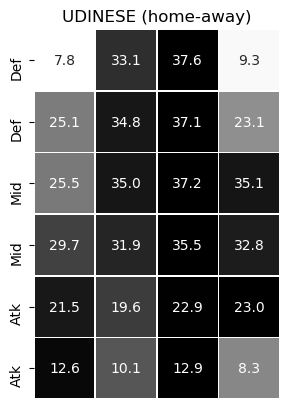 UDINESE (home-away)
Def 7.8 33.1 37.6 9.3
Def 25.1 34.8 37.1 23.1
Mid 25.5 35.0 37.2 35.1
Mid 29.7 31.9 35.5 32.8
Atk 21.5 19.6 22.9 23.0
Atk 12.6 10.1 12.9 8.3